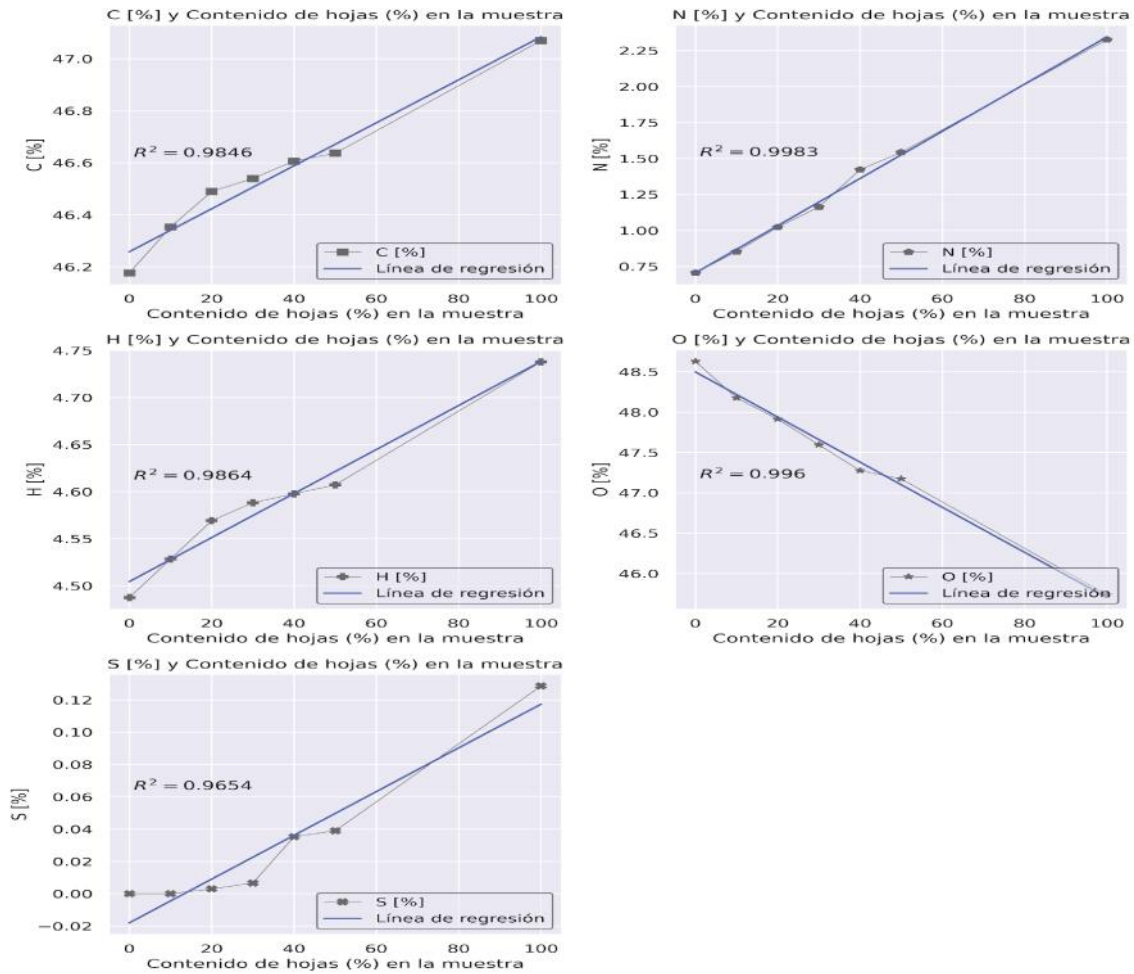 C [%] y Contenido de hojas (%) en la muestra
47.0
46.8
46.6
46.4
46.2
C [%]
R² = 0.9846
C [%]
Línea de regresión
0 20 40 60 80 100
Contenido de hojas (%) en la muestra
N [%] y Contenido de hojas (%) en la muestra
2.25
2.00
1.75
1.50
1.25
1.00
0.75
N [%]
R² = 0.9983
N [%]
Línea de regresión
0 20 40 60 80 100
Contenido de hojas (%) en la muestra
H [%] y Contenido de hojas (%) en la muestra
4.75
4.70
4.65
4.60
4.55
4.50
H [%]
R² = 0.9864
H [%]
Línea de regresión
0 20 40 60 80 100
Contenido de hojas (%) en la muestra
O [%] y Contenido de hojas (%) en la muestra
48.5
48.0
47.5
47.0
46.5
46.0
O [%]
R² = 0.996
O [%]
Línea de regresión
0 20 40 60 80 100
Contenido de hojas (%) en la muestra
S [%] y Contenido de hojas (%) en la muestra
0.12
0.10
0.08
0.06
0.04
0.02
0.00
−0.02
S [%]
R² = 0.9654
S [%]
Línea de regresión
0 20 40 60 80 100
Contenido de hojas (%) en la muestra